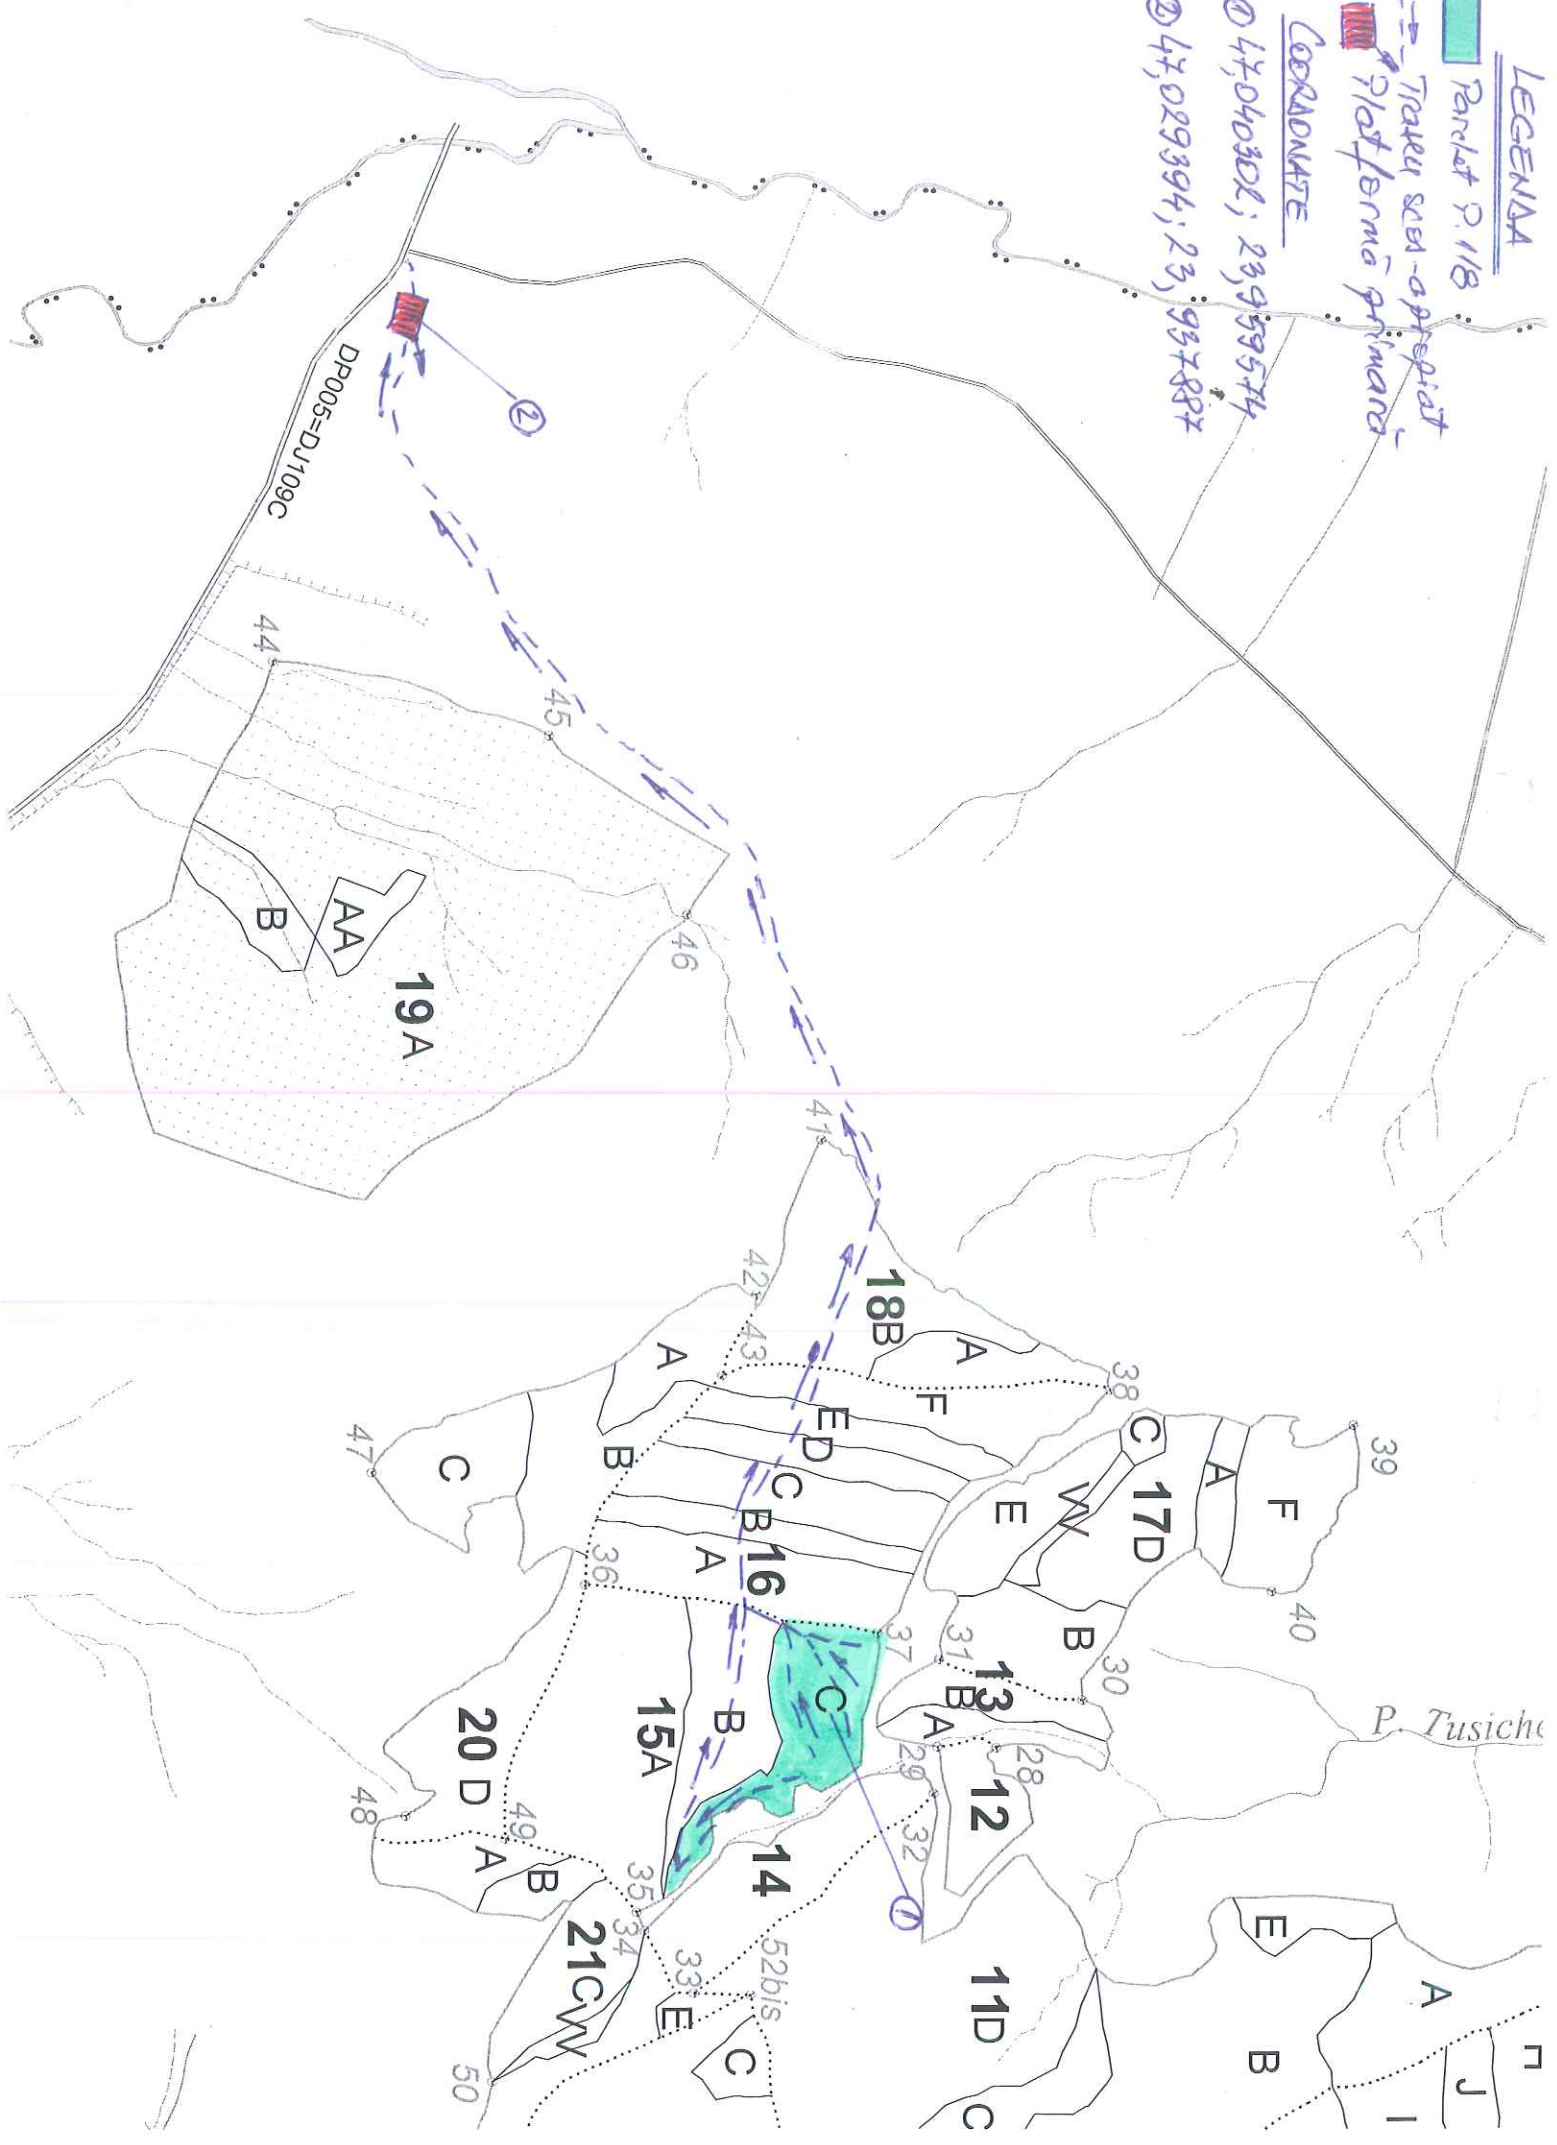 LEGENDA
Parchet P. 118
Traseu scos-apropiat
Platformă primară
COORDONATE
① 47,040302; 23,959574
② 47,029394; 23,937887
②
DP005=DJ109C
44
45
46
B
AA
19A
41
42
43
18B
A
38
F
E
D
C
B
A
16
A
B
C
47
36
37
39
40
C
A
F
17D
W
E
B
30
31
13
B
A
29
28
12
32
P. Tusiche
C
B
15A
20 D
48
49
A
B
35
34
14
①
21C
W
33
52bis
E
C
50
11D
C
E
A
B
J
I